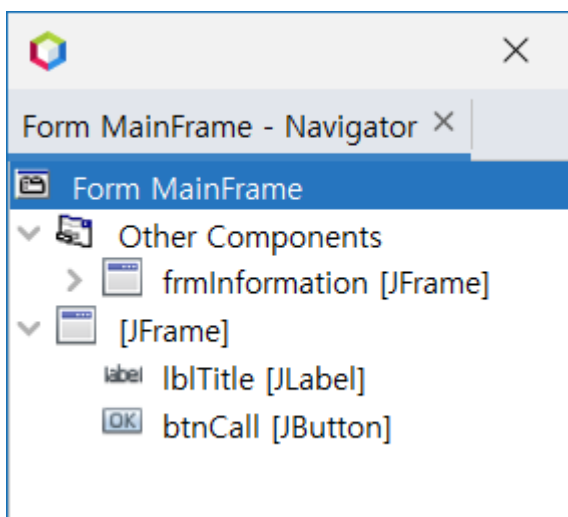 Form MainFrame - Navigator
Form MainFrame
Other Components
frmInformation [JFrame]
[JFrame]
label lblTitle [JLabel]
OK btnCall [JButton]